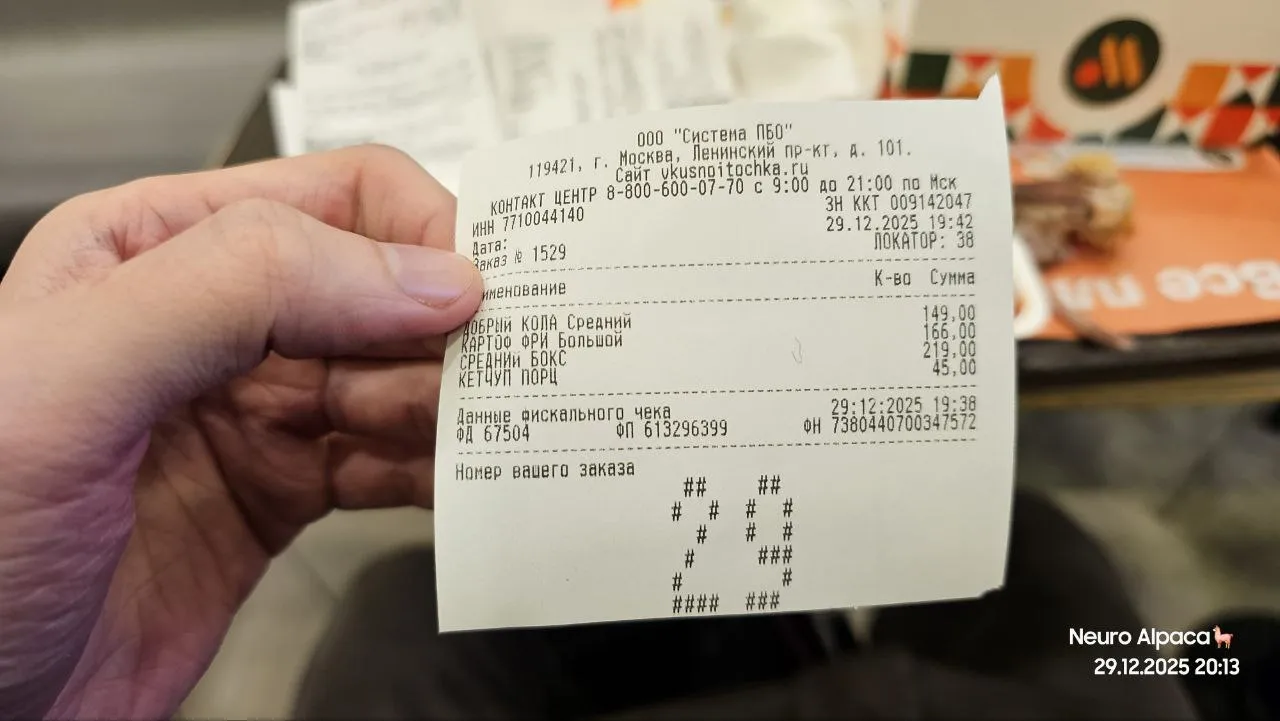 ООО "Система ПБО"
119421, г. Москва, Ленинский пр-кт, д. 101.
Сайт vkusnoitochka.ru
КОНТАКТ ЦЕНТР 8-800-600-07-70 с 9:00 до 21:00 по Мск
ИНН 7710044140 ЗН ККТ 009142047
Дата: 29.12.2025 19:42
Заказ № 1529 ЛОКАТОР: 38
именование К-во Сумма
ДОБРЫЙ КОЛА Средний 149,00
КАРТОФ ФРИ Большой 166,00
СРЕДНИЙ БОКС 219,00
КЕТЧУП ПОРЦ 45,00
Данные фискального чека 29:12:2025 19:38
ФД 67504 ФП 613296399 ФН 7380440700347572
Номер вашего заказа
29
Все
Neuro Alpaca🦙
29.12.2025 20:13